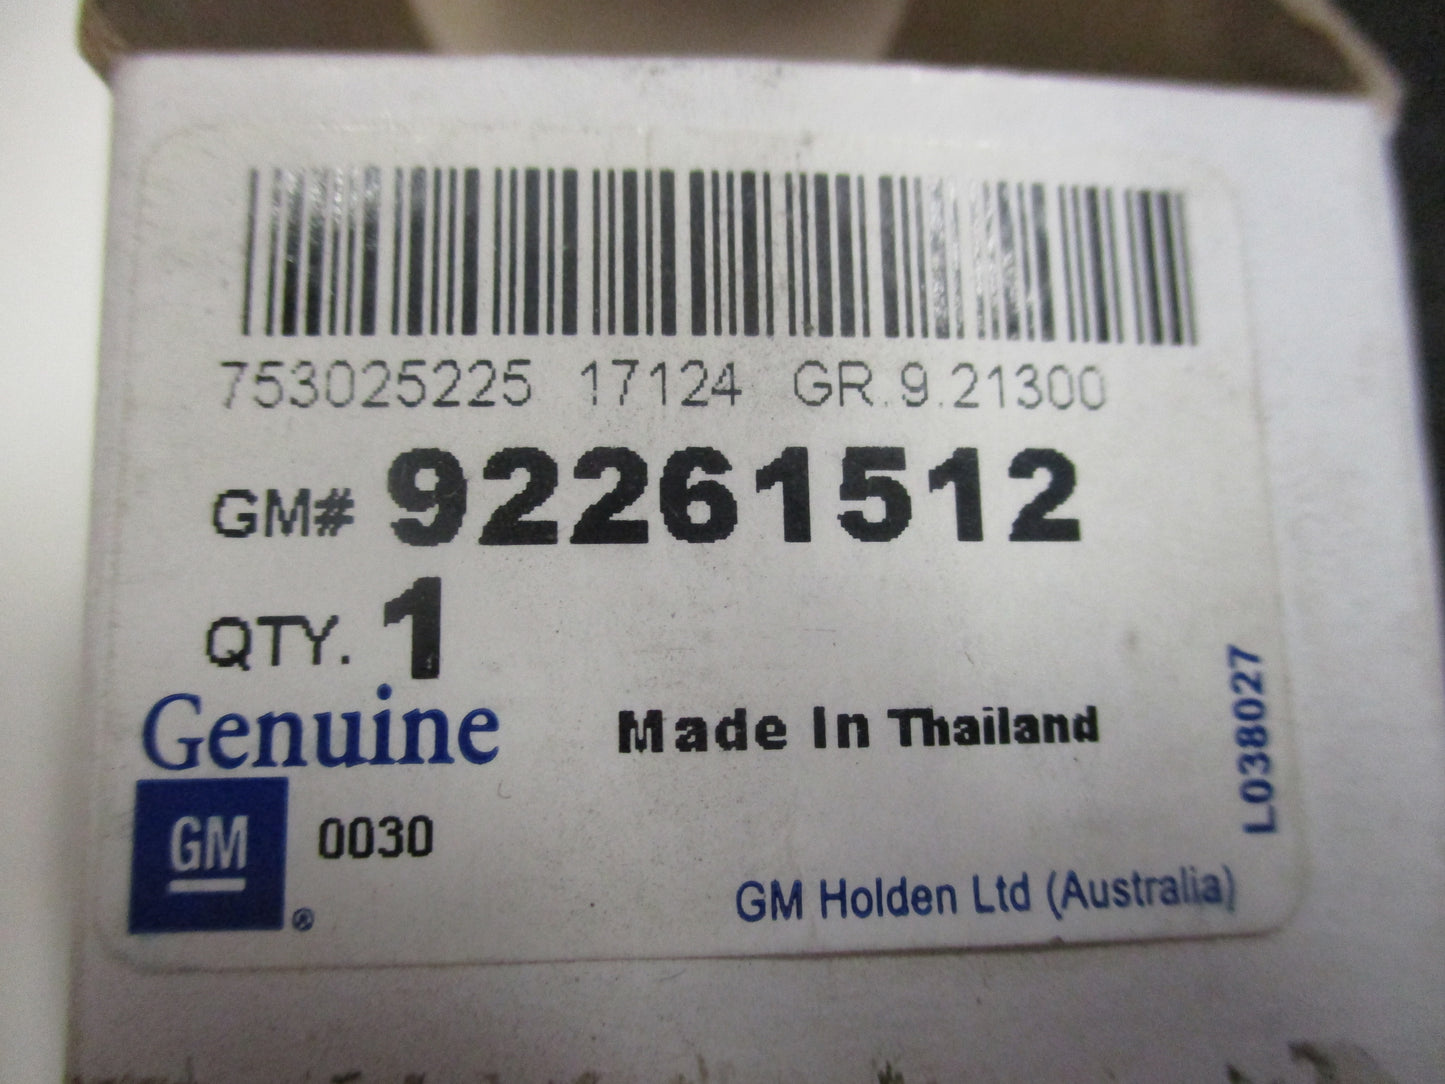 753025225 17124 GR.9.21300
GM# 92261512
QTY. 1
Genuine
Made In Thailand
GM
®
0030
GM Holden Ltd (Australia)
L038027